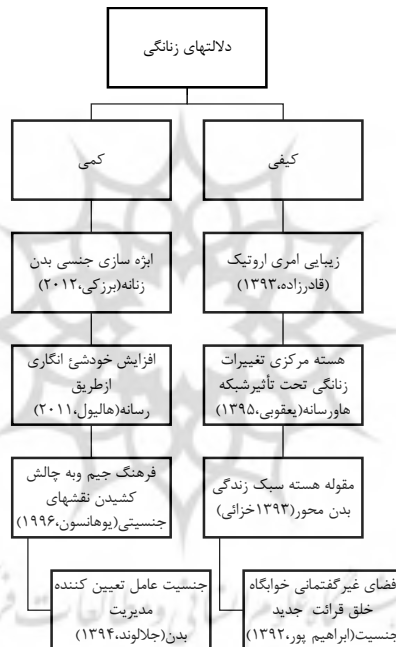 دلالتهای زنانگی
کیفی
کمی
زیبایی امری اروتیک
(قادرزاده،۱۳۹۳)
ابژه سازی جنسی بدن
زنانه(برزکی،۲۰۱۲)
هسته مرکزی تغییرات
زنانگی تحت تأثیرشبکه
هاورسانه(یعقوبی،۱۳۹۵)
افزایش خودشئ انگاری
ازطریق
رسانه(هالیول،۲۰۱۱)
مقوله هسته سبک زندگی
بدن محور(۱۳۹۳خزائی)
فرهنگ جیم وبه چالش
کشیدن نقشهای
جنسیتی(یوهانسون،۱۹۹۶)
فضای غیرگفتمانی خوابگاه
خلق قرائت جدید
جنسیت(ابراهیم پور،۱۳۹۲)
جنسیت عامل تعیین کننده
مدیریت
بدن(جلالوند،۱۳۹۴)